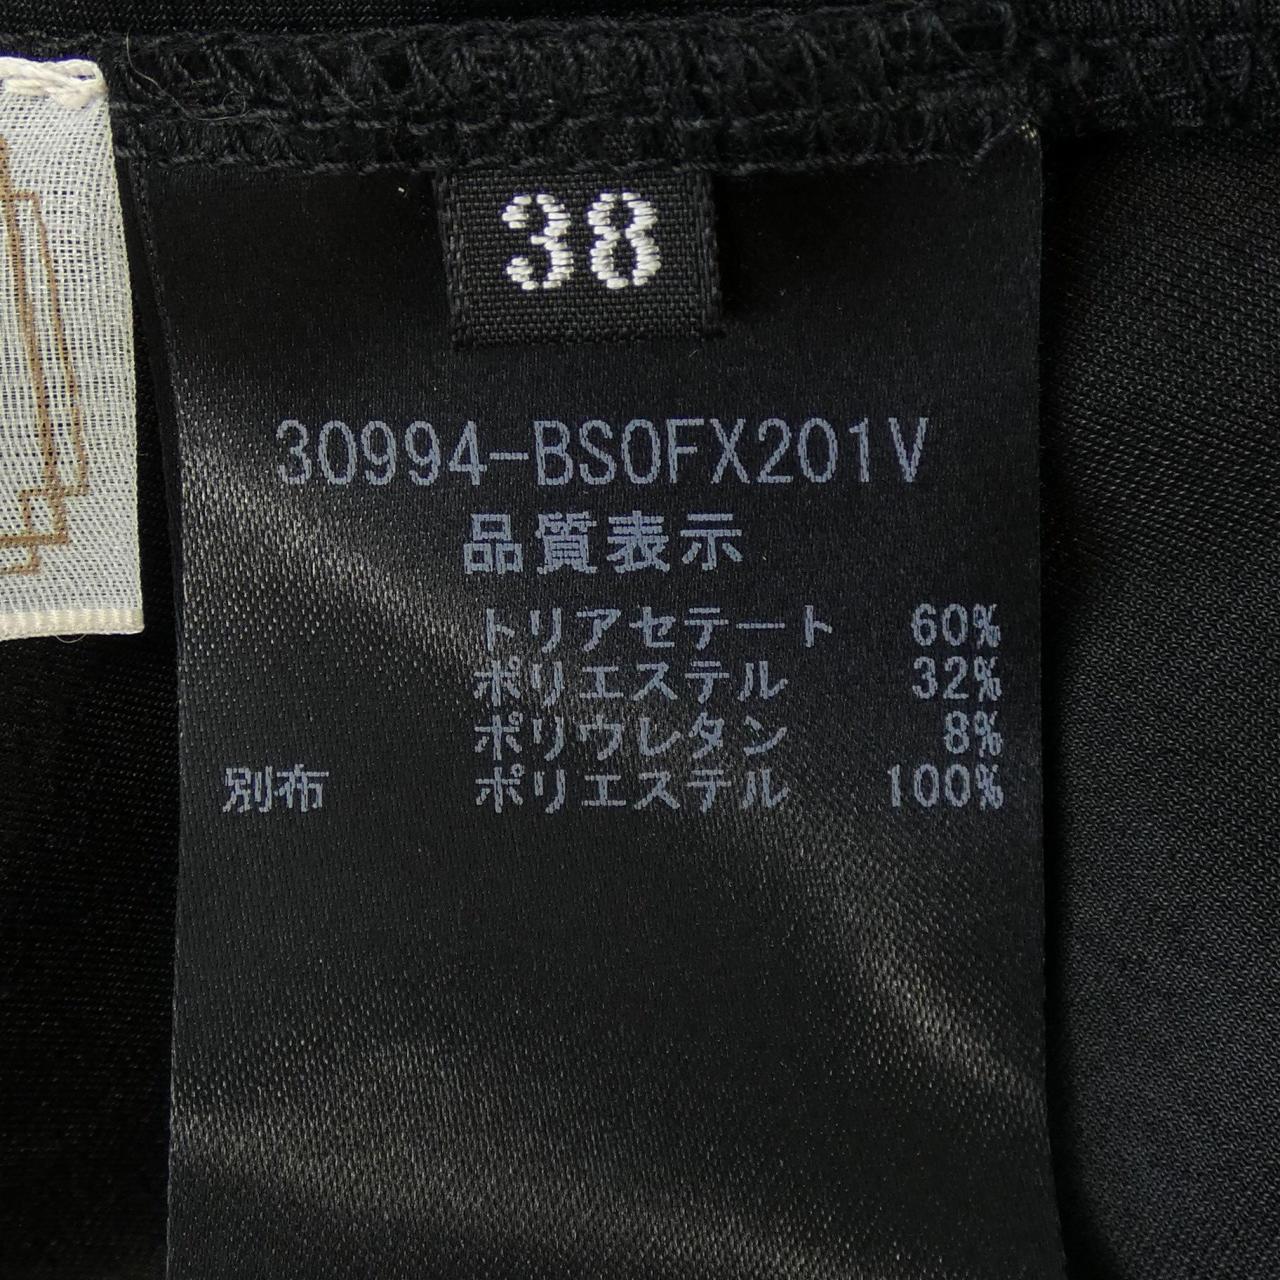 38
30994-BS0FX201V
品質表示
トリアセテート 60%
ポリエステル 32%
ポリウレタン 8%
別布 ポリエステル 100%